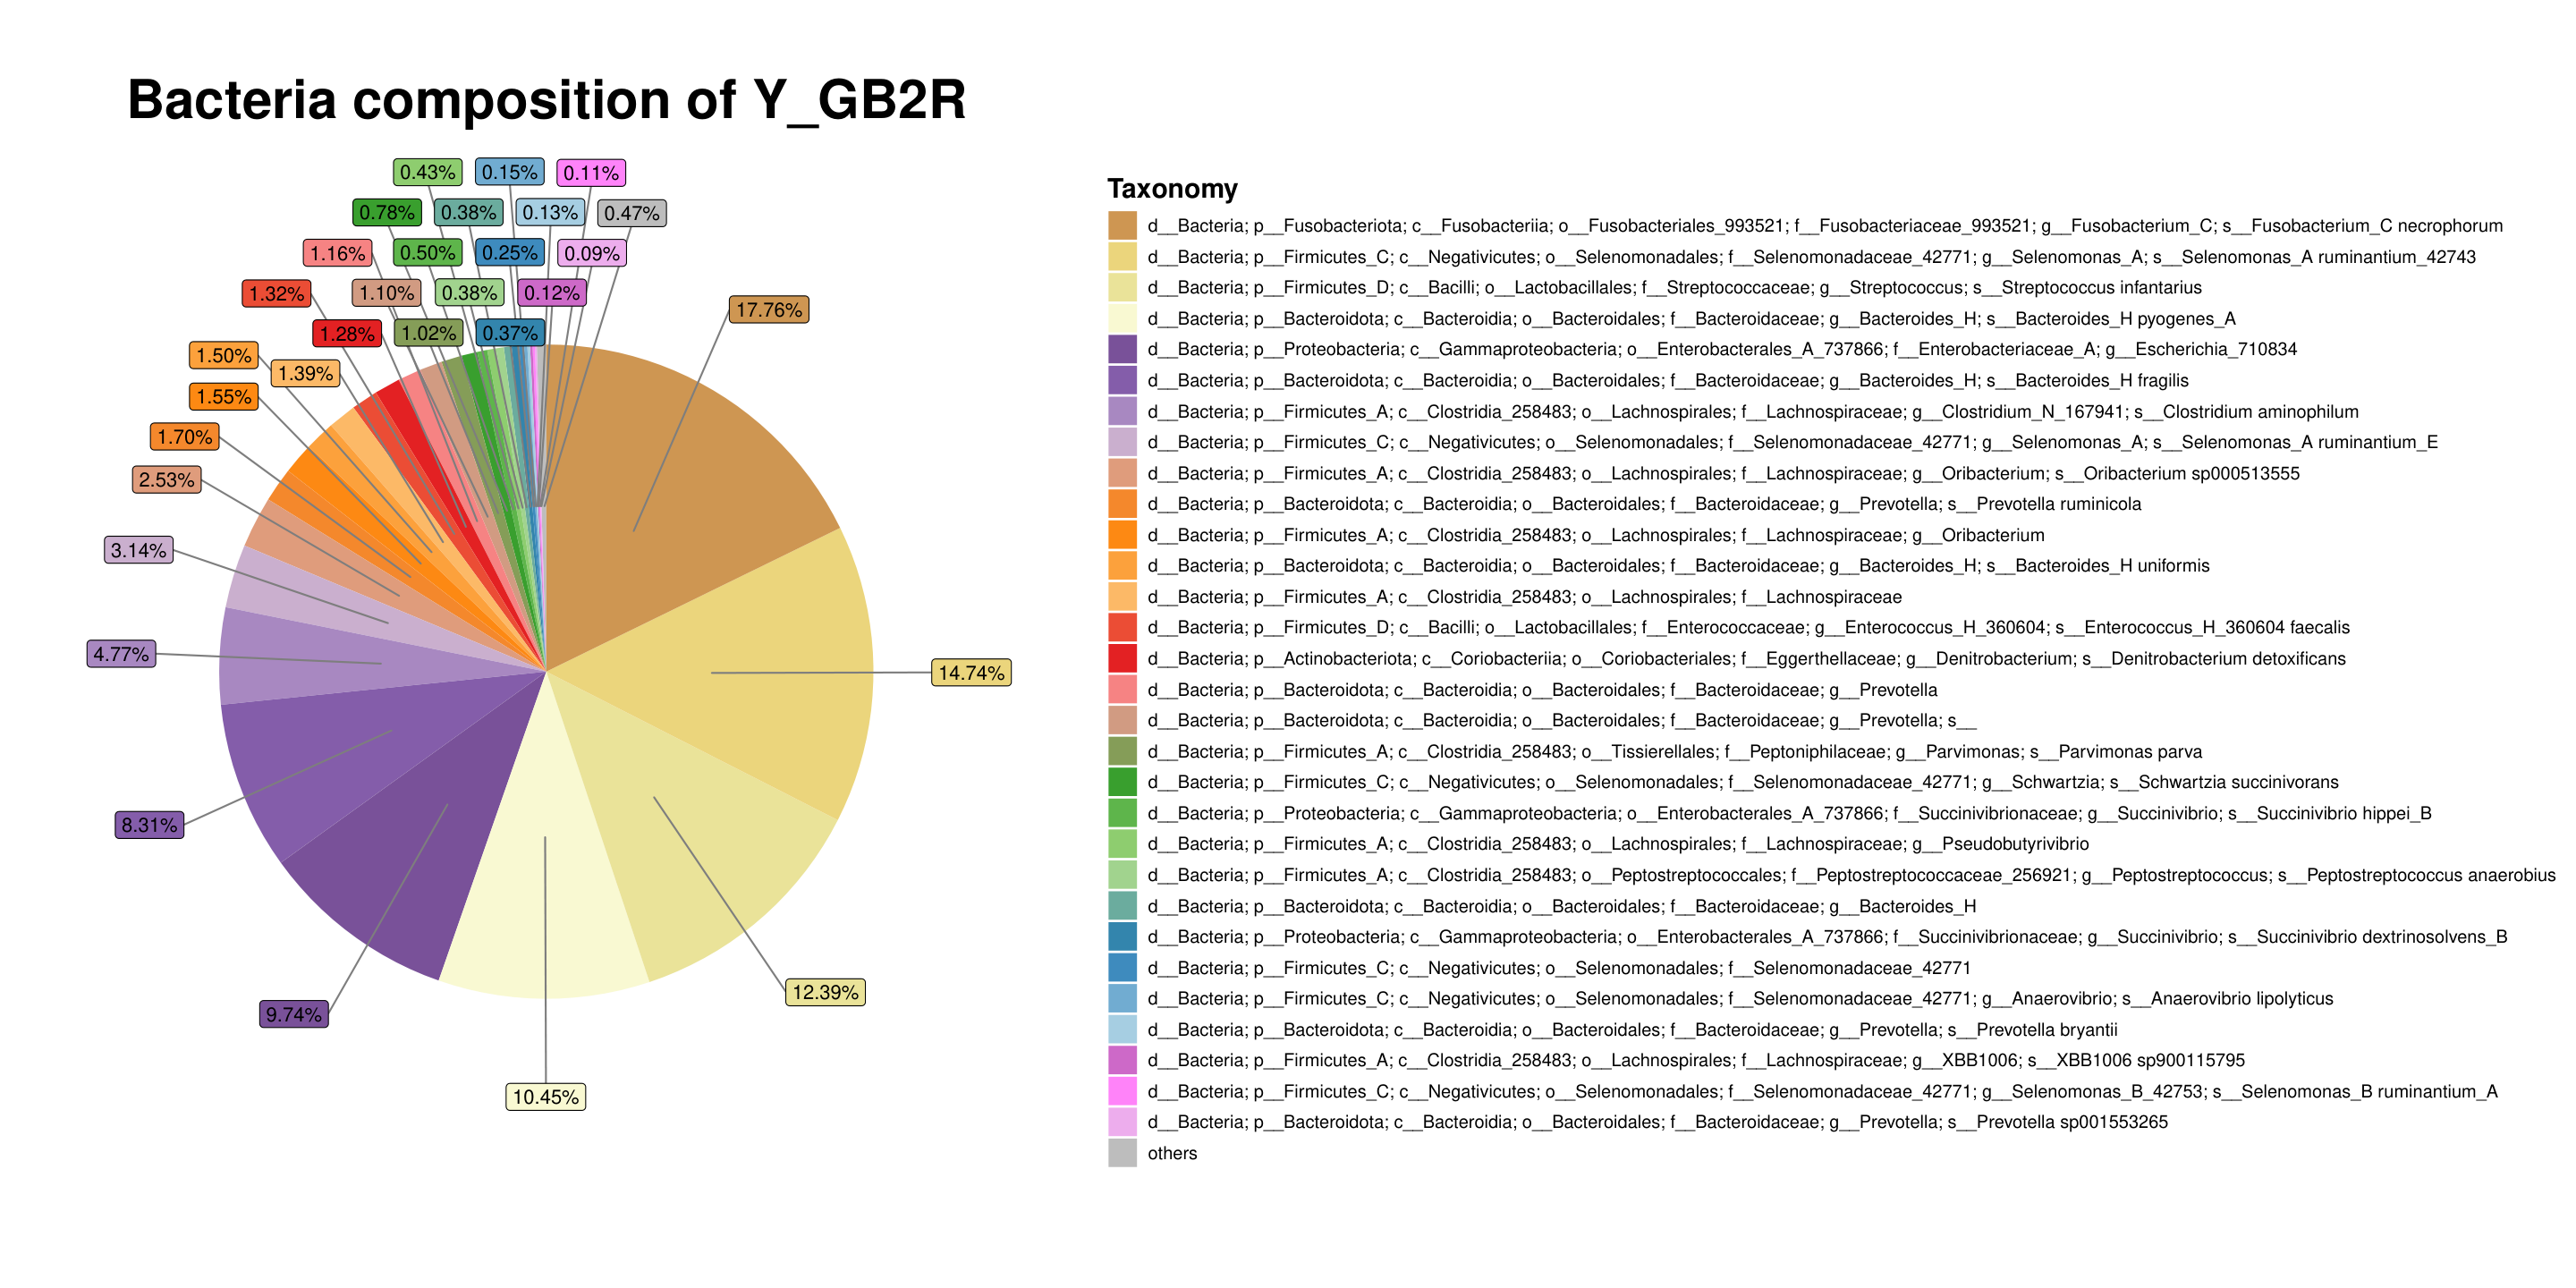 Bacteria composition of Y_GB2R
0.43%
0.15%
0.11%
0.78%
0.38%
0.13%
0.47%
1.16%
0.50%
0.25%
0.09%
1.32%
1.10%
0.38%
0.12%
17.76%
1.28%
1.02%
0.37%
1.50%
1.39%
1.55%
1.70%
2.53%
3.14%
4.77%
14.74%
8.31%
12.39%
9.74%
10.45%
Taxonomy
d__Bacteria; p__Fusobacteriota; c__Fusobacteriia; o__Fusobacteriales_993521; f__Fusobacteriaceae_993521; g__Fusobacterium_C; s__Fusobacterium_C necrophorum
d__Bacteria; p__Firmicutes_C; c__Negativicutes; o__Selenomonadales; f__Selenomonadaceae_42771; g__Selenomonas_A; s__Selenomonas_A ruminantium_42743
d__Bacteria; p__Firmicutes_D; c__Bacilli; o__Lactobacillales; f__Streptococcaceae; g__Streptococcus; s__Streptococcus infantarius
d__Bacteria; p__Bacteroidota; c__Bacteroidia; o__Bacteroidales; f__Bacteroidaceae; g__Bacteroides_H; s__Bacteroides_H pyogenes_A
d__Bacteria; p__Proteobacteria; c__Gammaproteobacteria; o__Enterobacterales_A_737866; f__Enterobacteriaceae_A; g__Escherichia_710834
d__Bacteria; p__Bacteroidota; c__Bacteroidia; o__Bacteroidales; f__Bacteroidaceae; g__Bacteroides_H; s__Bacteroides_H fragilis
d__Bacteria; p__Firmicutes_A; c__Clostridia_258483; o__Lachnospirales; f__Lachnospiraceae; g__Clostridium_N_167941; s__Clostridium aminophilum
d__Bacteria; p__Firmicutes_C; c__Negativicutes; o__Selenomonadales; f__Selenomonadaceae_42771; g__Selenomonas_A; s__Selenomonas_A ruminantium_E
d__Bacteria; p__Firmicutes_A; c__Clostridia_258483; o__Lachnospirales; f__Lachnospiraceae; g__Oribacterium; s__Oribacterium sp000513555
d__Bacteria; p__Bacteroidota; c__Bacteroidia; o__Bacteroidales; f__Bacteroidaceae; g__Prevotella; s__Prevotella ruminicola
d__Bacteria; p__Firmicutes_A; c__Clostridia_258483; o__Lachnospirales; f__Lachnospiraceae; g__Oribacterium
d__Bacteria; p__Bacteroidota; c__Bacteroidia; o__Bacteroidales; f__Bacteroidaceae; g__Bacteroides_H; s__Bacteroides_H uniformis
d__Bacteria; p__Firmicutes_A; c__Clostridia_258483; o__Lachnospirales; f__Lachnospiraceae
d__Bacteria; p__Firmicutes_D; c__Bacilli; o__Lactobacillales; f__Enterococcaceae; g__Enterococcus_H_360604; s__Enterococcus_H_360604 faecalis
d__Bacteria; p__Actinobacteriota; c__Coriobacteriia; o__Coriobacteriales; f__Eggerthellaceae; g__Denitrobacterium; s__Denitrobacterium detoxificans
d__Bacteria; p__Bacteroidota; c__Bacteroidia; o__Bacteroidales; f__Bacteroidaceae; g__Prevotella
d__Bacteria; p__Bacteroidota; c__Bacteroidia; o__Bacteroidales; f__Bacteroidaceae; g__Prevotella; s__
d__Bacteria; p__Firmicutes_A; c__Clostridia_258483; o__Tissierellales; f__Peptoniphilaceae; g__Parvimonas; s__Parvimonas parva
d__Bacteria; p__Firmicutes_C; c__Negativicutes; o__Selenomonadales; f__Selenomonadaceae_42771; g__Schwartzia; s__Schwartzia succinivorans
d__Bacteria; p__Proteobacteria; c__Gammaproteobacteria; o__Enterobacterales_A_737866; f__Succinivibrionaceae; g__Succinivibrio; s__Succinivibrio hippei_B
d__Bacteria; p__Firmicutes_A; c__Clostridia_258483; o__Lachnospirales; f__Lachnospiraceae; g__Pseudobutyrivibrio
d__Bacteria; p__Firmicutes_A; c__Clostridia_258483; o__Peptostreptococcales; f__Peptostreptococcaceae_256921; g__Peptostreptococcus; s__Peptostreptococcus anaerobius
d__Bacteria; p__Bacteroidota; c__Bacteroidia; o__Bacteroidales; f__Bacteroidaceae; g__Bacteroides_H
d__Bacteria; p__Proteobacteria; c__Gammaproteobacteria; o__Enterobacterales_A_737866; f__Succinivibrionaceae; g__Succinivibrio; s__Succinivibrio dextrinosolvens_B
d__Bacteria; p__Firmicutes_C; c__Negativicutes; o__Selenomonadales; f__Selenomonadaceae_42771
d__Bacteria; p__Firmicutes_C; c__Negativicutes; o__Selenomonadales; f__Selenomonadaceae_42771; g__Anaerovibrio; s__Anaerovibrio lipolyticus
d__Bacteria; p__Bacteroidota; c__Bacteroidia; o__Bacteroidales; f__Bacteroidaceae; g__Prevotella; s__Prevotella bryantii
d__Bacteria; p__Firmicutes_A; c__Clostridia_258483; o__Lachnospirales; f__Lachnospiraceae; g__XBB1006; s__XBB1006 sp900115795
d__Bacteria; p__Firmicutes_C; c__Negativicutes; o__Selenomonadales; f__Selenomonadaceae_42771; g__Selenomonas_B_42753; s__Selenomonas_B ruminantium_A
d__Bacteria; p__Bacteroidota; c__Bacteroidia; o__Bacteroidales; f__Bacteroidaceae; g__Prevotella; s__Prevotella sp001553265
others